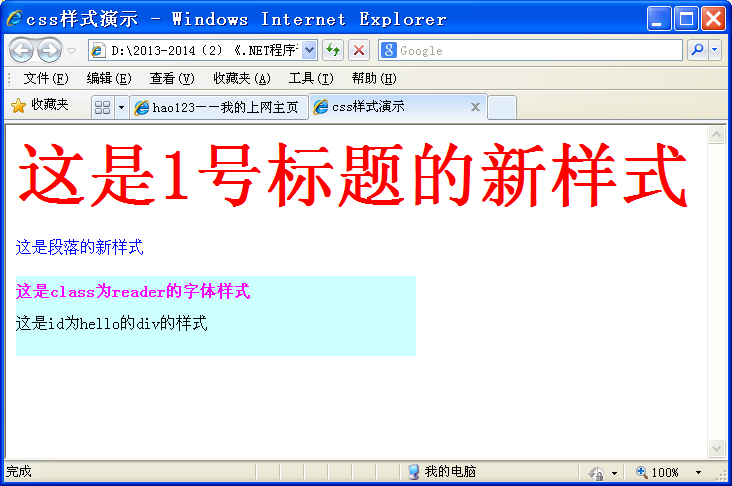 css样式演示 - Windows Internet Explorer
D:\2013-2014（2）《.NET程序
Google
文件(F) 编辑(E) 查看(V) 收藏夹(A) 工具(T) 帮助(H)
收藏夹
hao123——我的上网主页
css样式演示
这是1号标题的新样式
这是段落的新样式
这是class为reader的字体样式
这是id为hello的div的样式
完成
我的电脑
100%